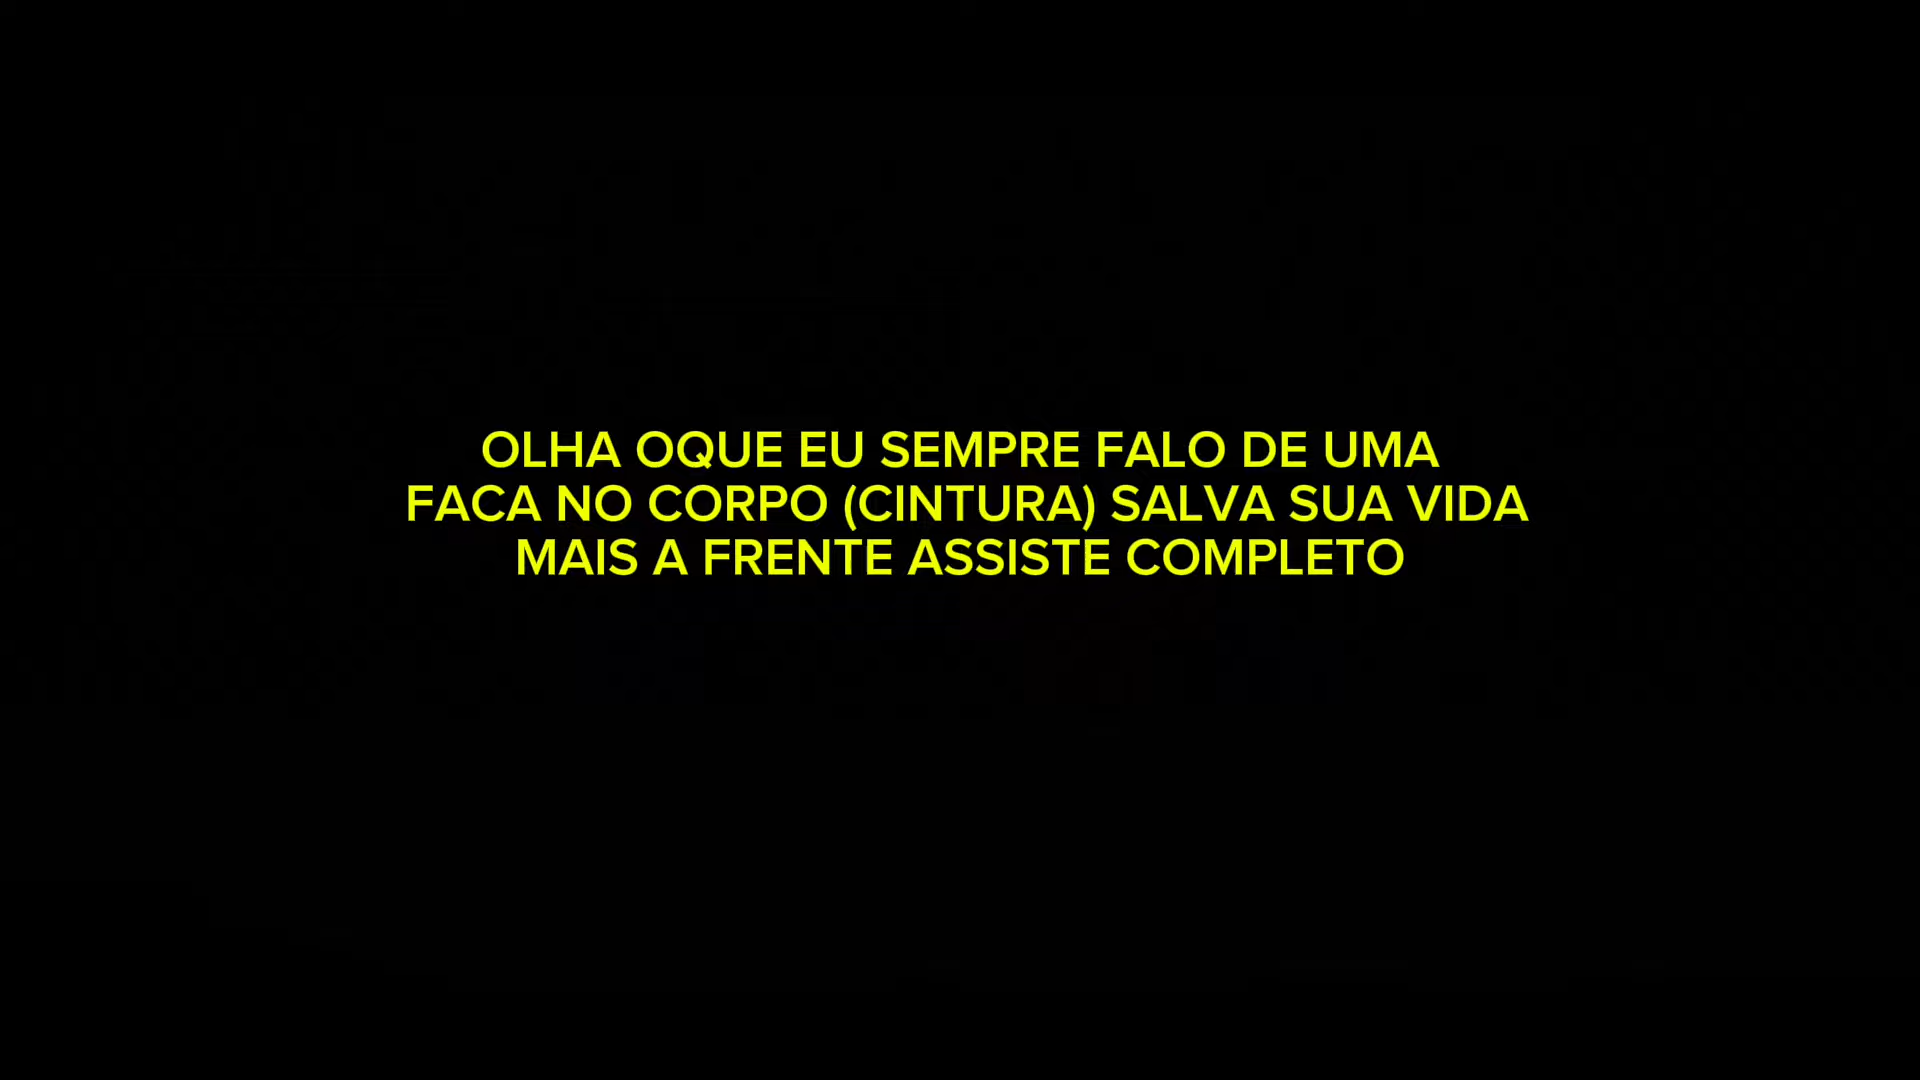 OLHA OQUE EU SEMPRE FALO DE UMA
FACA NO CORPO (CINTURA) SALVA SUA VIDA
MAIS A FRENTE ASSISTE COMPLETO